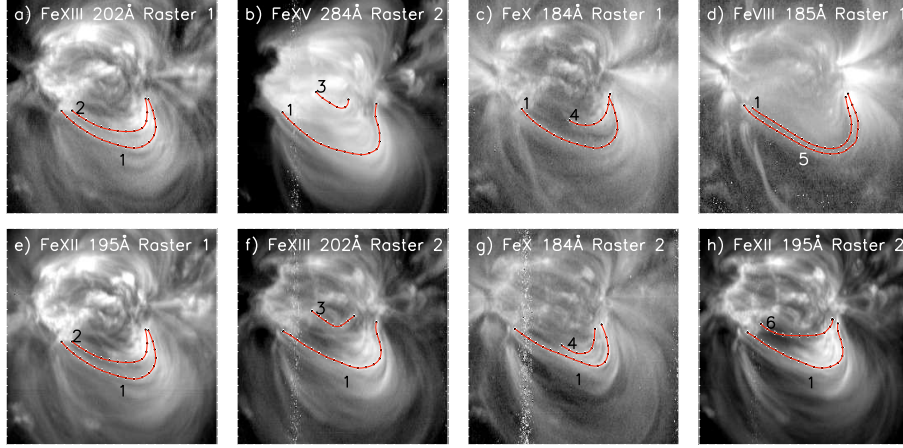 a) FeXIII 202Å Raster 1
b) FeXV 284Å Raster 2
c) FeX 184Å Raster 1
d) FeVIII 185Å Raster 1
2
1
3
1
1
4
1
5
e) FeXII 195Å Raster 1
f) FeXIII 202Å Raster 2
g) FeX 184Å Raster 2
h) FeXII 195Å Raster 2
2
1
3
1
4
1
6
1